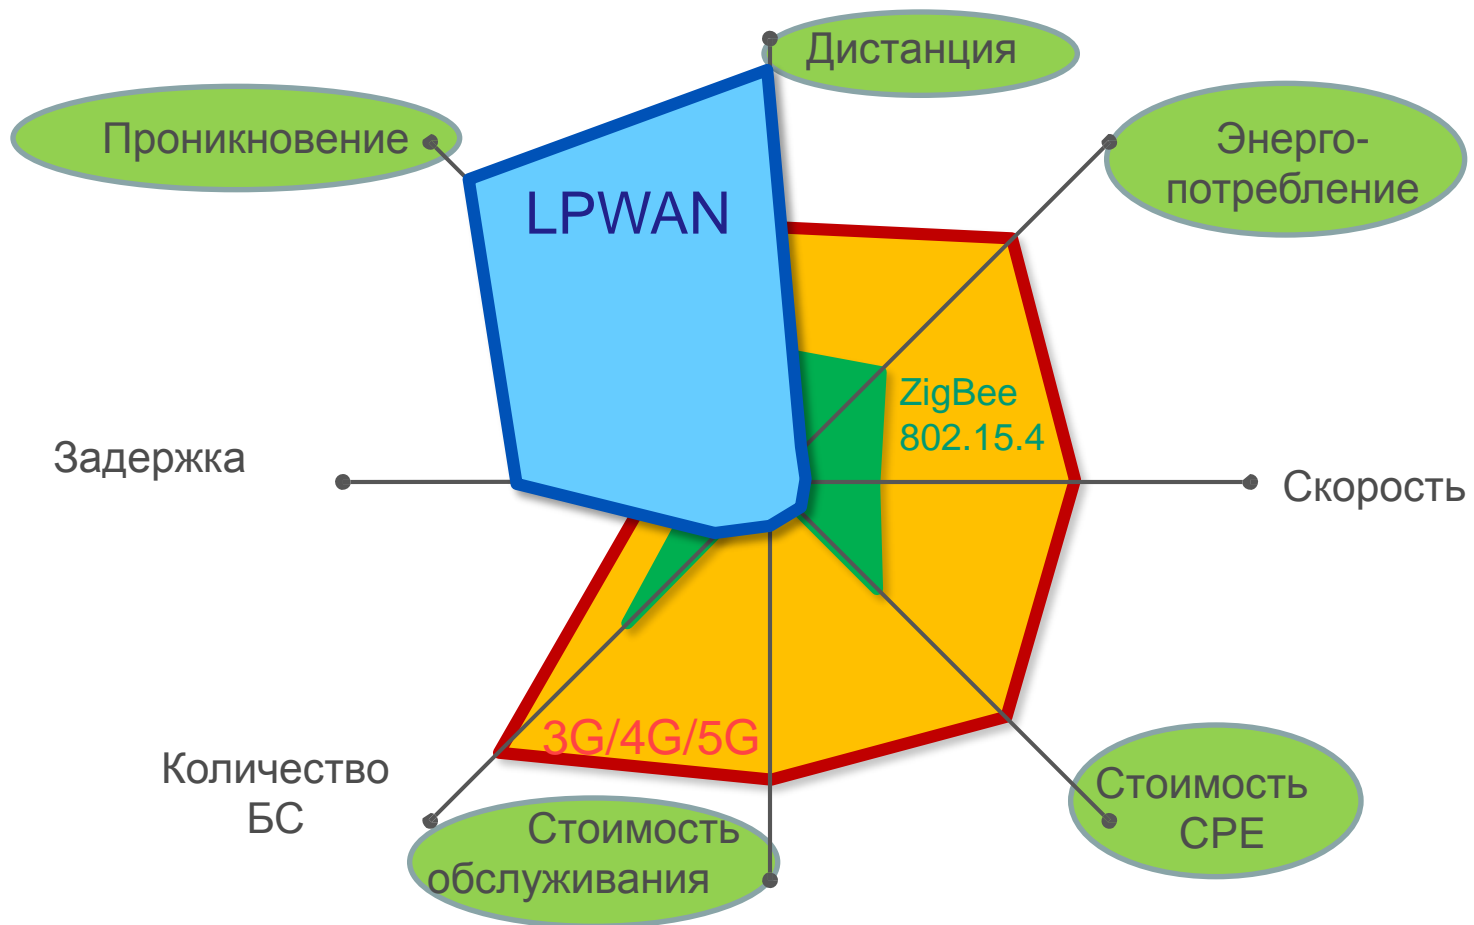 Дистанция
Проникновение
Энерго-
потребление
LPWAN
ZigBee
802.15.4
Задержка
Скорость
3G/4G/5G
Количество
БС
Стоимость
CPE
Стоимость
обслуживания